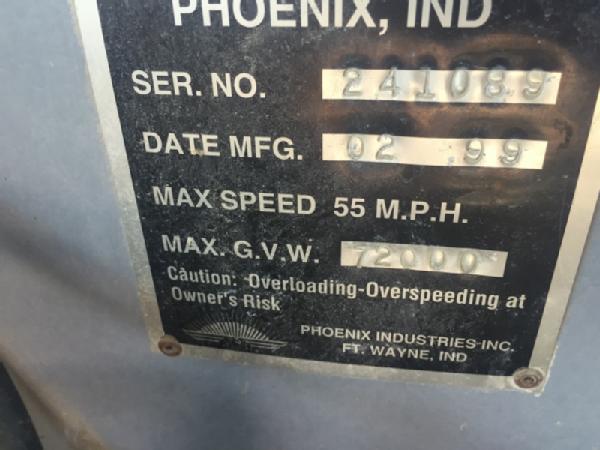 PHOENIX, IND
SER. NO. 241089
DATE MFG. 02 99
MAX SPEED 55 M.P.H.
MAX. G.V.W. 72000
Caution: Overloading-Overspeeding at
Owner's Risk
PHOENIX INDUSTRIES INC.
FT. WAYNE, IND